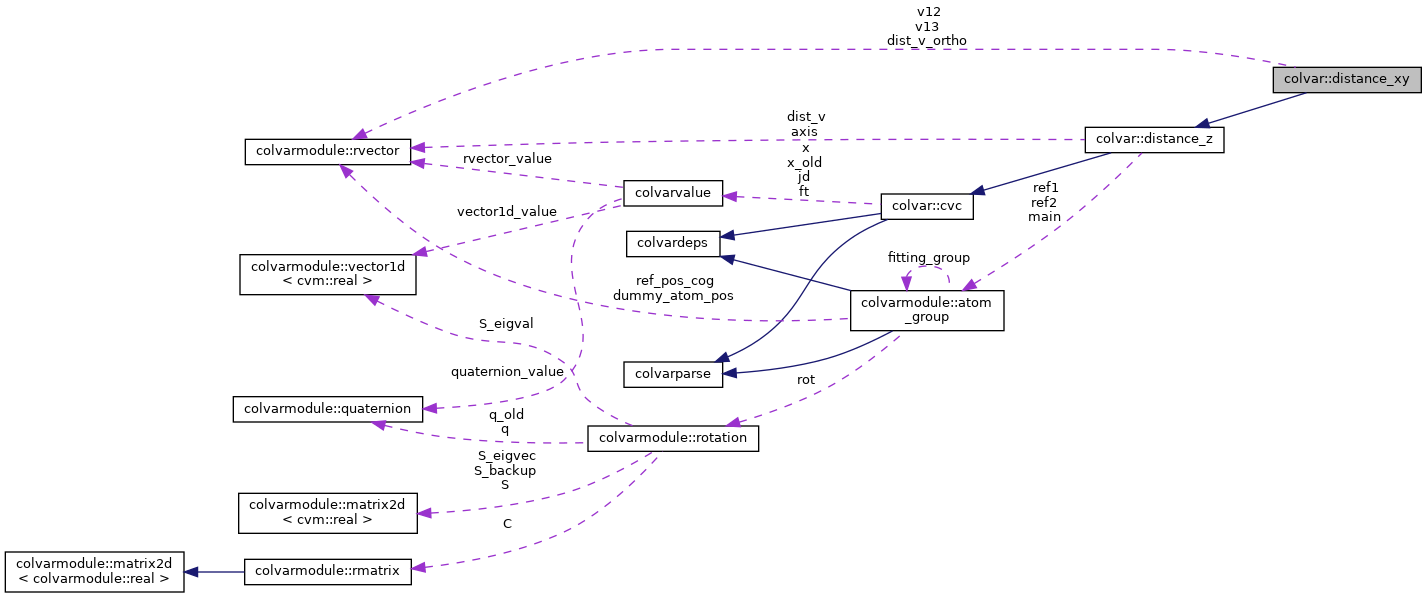 v12
v13
dist_v_ortho
colvar::distance_xy
dist_v
axis
colvar::distance_z
colvarmodule::rvector
rvector_value
x
x_old
jd
ft
colvarvalue
colvar::cvc
ref1
ref2
main
vector1d_value
colvardeps
fitting_group
colvarmodule::vector1d
< cvm::real >
ref_pos_cog
dummy_atom_pos
colvarmodule::atom
_group
S_eigval
quaternion_value
colvarparse
rot
colvarmodule::quaternion
q_old
q
colvarmodule::rotation
S_eigvec
S_backup
S
colvarmodule::matrix2d
< cvm::real >
C
colvarmodule::matrix2d
< colvarmodule::real >
colvarmodule::rmatrix